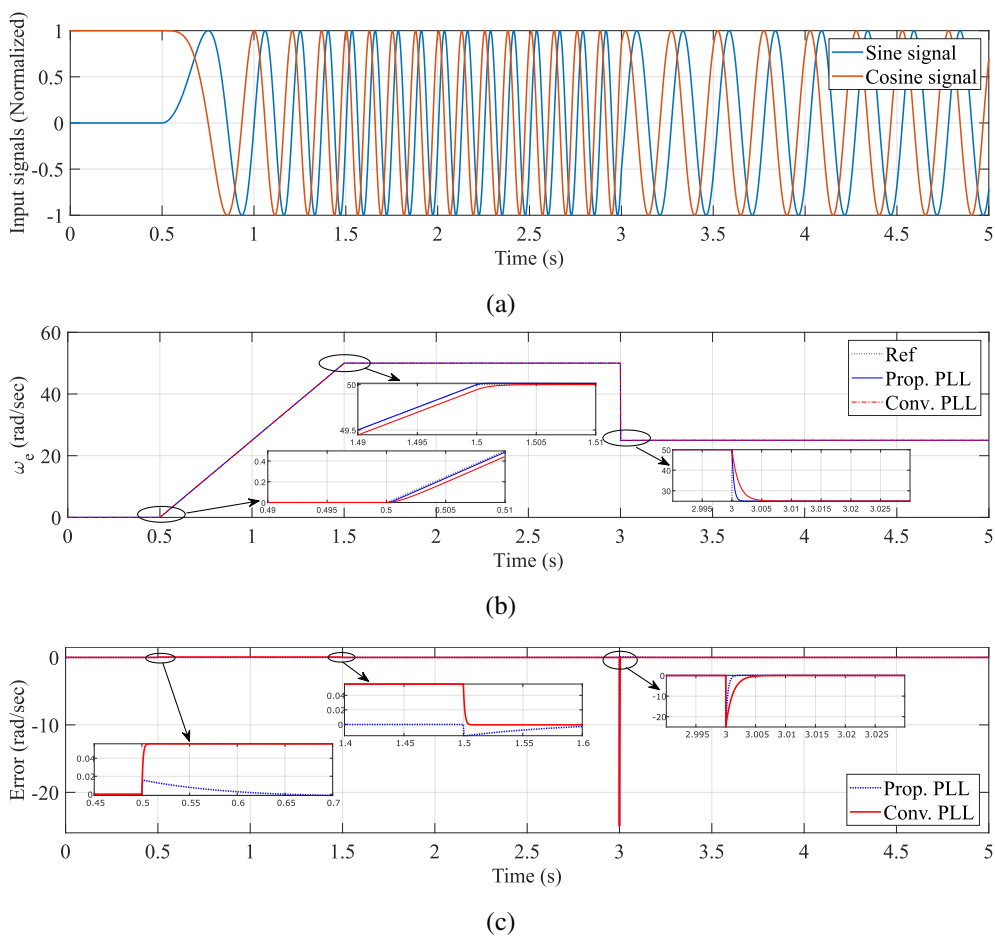 Input signals (Normalized)
1
0.5
0
-0.5
-1
Sine signal
Cosine signal
0 0.5 1 1.5 2 2.5 3 3.5 4 4.5 5
Time (s)
(a)
ω_e (rad/sec)
60
40
20
0
Ref
Prop. PLL
Conv. PLL
50
49.5
1.49 1.495 1.5 1.505 1.51
0.4
0.2
0
0.49 0.495 0.5 0.505 0.51
50
40
30
2.995 3 3.005 3.01 3.015 3.02 3.025
0 0.5 1 1.5 2 2.5 3 3.5 4 4.5 5
Time (s)
(b)
Error (rad/sec)
0
-10
-20
0.04
0.02
0
0.45 0.5 0.55 0.6 0.65 0.7
0.04
0.02
0
1.4 1.45 1.5 1.55 1.6
0
-10
-20
2.995 3 3.005 3.01 3.015 3.02 3.025
Prop. PLL
Conv. PLL
0 0.5 1 1.5 2 2.5 3 3.5 4 4.5 5
Time (s)
(c)